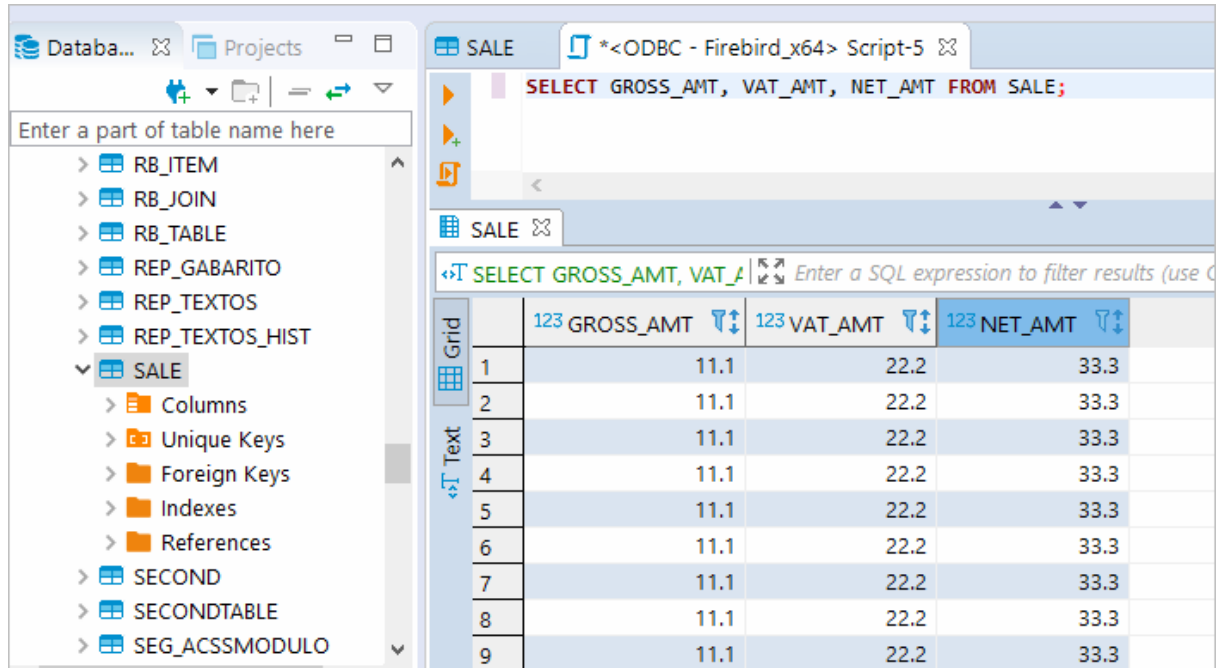 Databa... Projects
Enter a part of table name here
RB_ITEM
RB_JOIN
RB_TABLE
REP_GABARITO
REP_TEXTOS
REP_TEXTOS_HIST
SALE
Columns
Unique Keys
Foreign Keys
Indexes
References
SECOND
SECONDTABLE
SEG_ACSSMODULO
SALE *<ODBC - Firebird_x64> Script-5
SELECT GROSS_AMT, VAT_AMT, NET_AMT FROM SALE;
SALE
SELECT GROSS_AMT, VAT_A Enter a SQL expression to filter results (use C
Grid
Text
123 GROSS_AMT 123 VAT_AMT 123 NET_AMT
1 11.1 22.2 33.3
2 11.1 22.2 33.3
3 11.1 22.2 33.3
4 11.1 22.2 33.3
5 11.1 22.2 33.3
6 11.1 22.2 33.3
7 11.1 22.2 33.3
8 11.1 22.2 33.3
9 11.1 22.2 33.3